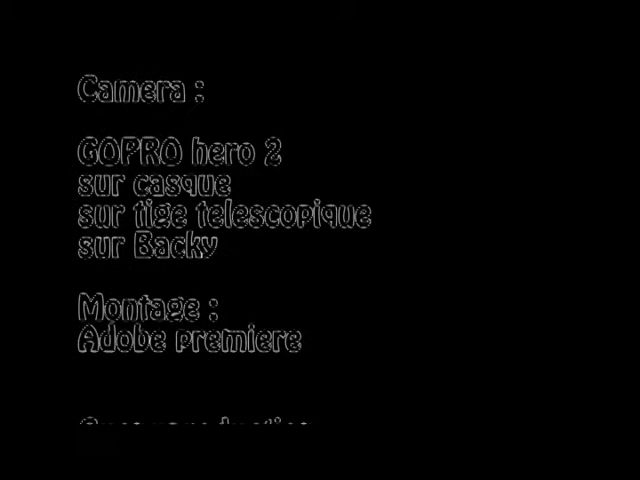 Camera :
GOPRO hero 2
sur casque
sur tige telescopique
sur Backy
Montage :
Adobe premiere